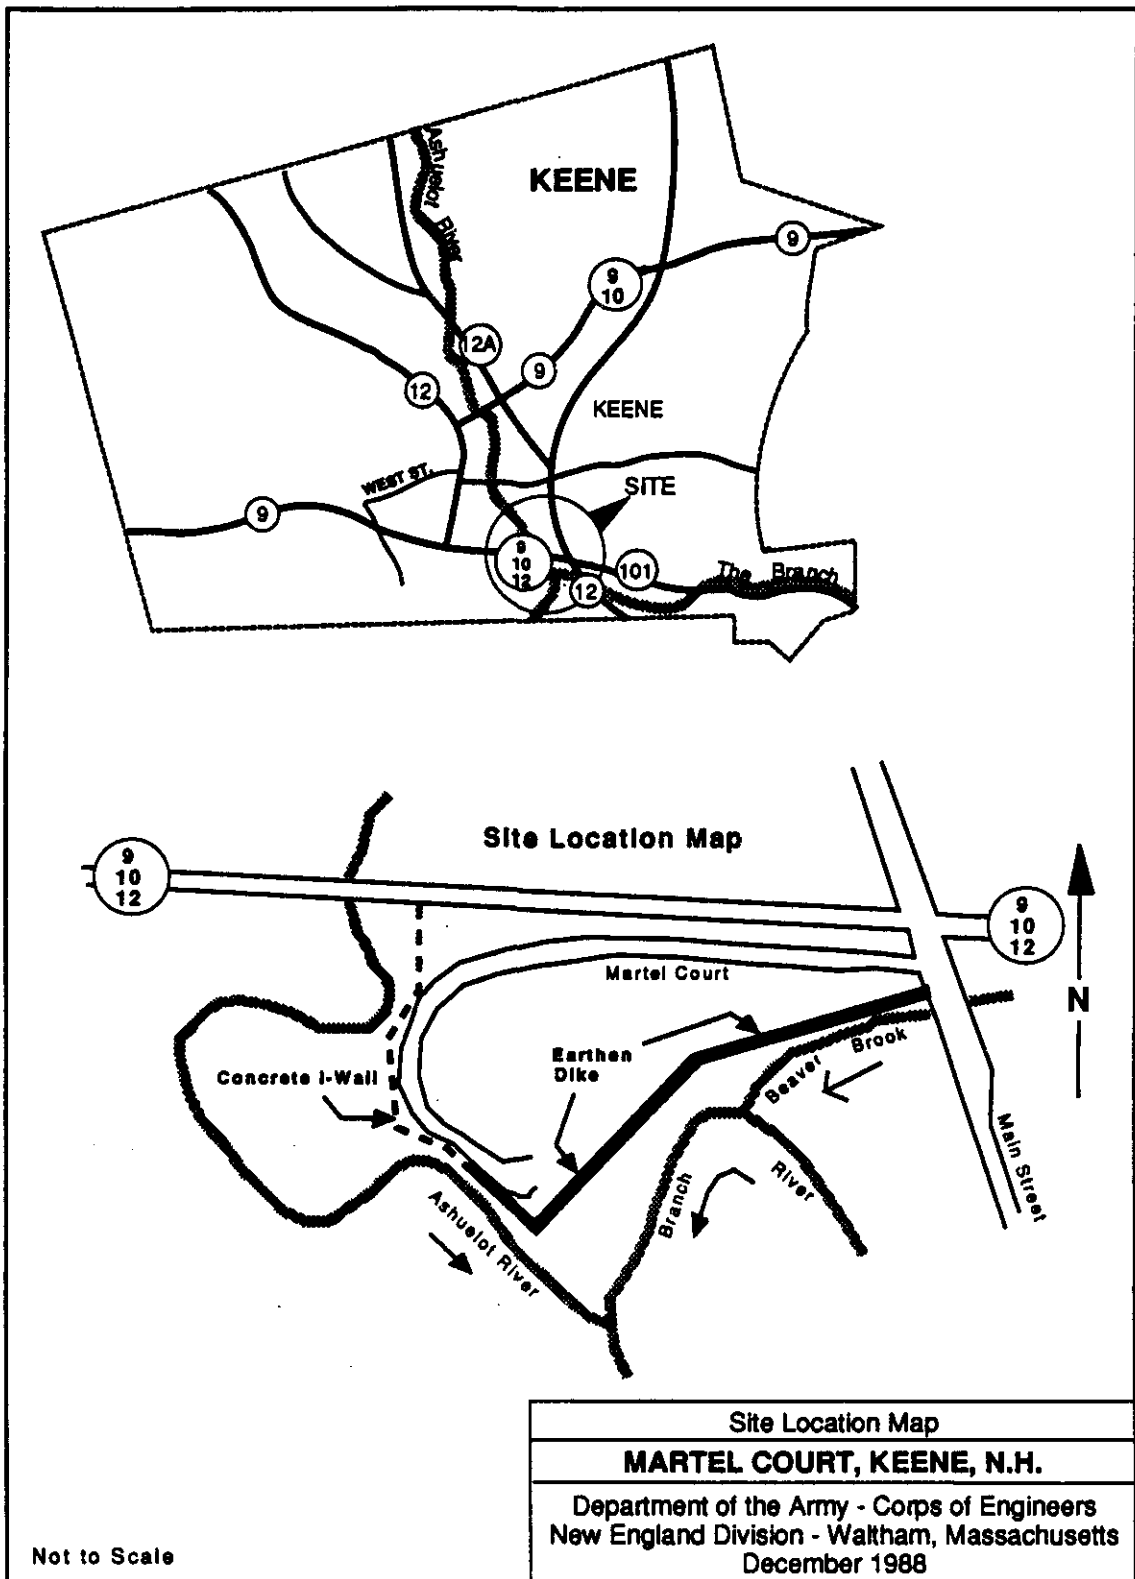 Ashuelot River
KEENE
9
9
10
12A
9
12
KEENE
WEST ST.
SITE
9
9
10
12
101
12
The Branch
Site Location Map
9
10
12
9
10
12
Martel Court
N
Earthen
Dike
Beaver Brook
Concrete I-Wall
Main Street
River
Branch
Ashuelot River
Site Location Map
MARTEL COURT, KEENE, N.H.
Department of the Army - Corps of Engineers
New England Division - Waltham, Massachusetts
December 1988
Not to Scale